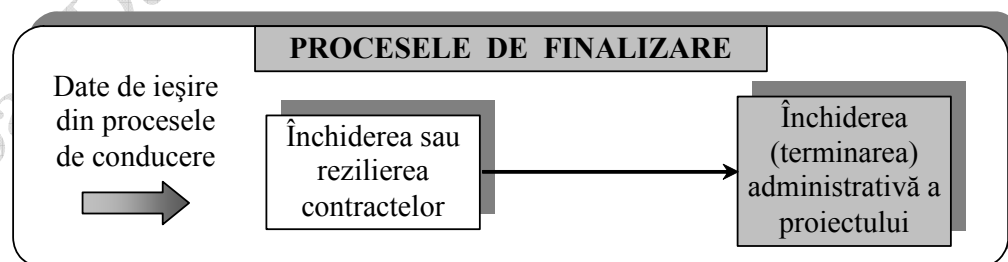 PROCESELE DE FINALIZARE
Date de ieşire
din procesele
de conducere
Închiderea sau
rezilierea
contractelor
Închiderea
(terminarea)
administrativă a
proiectului